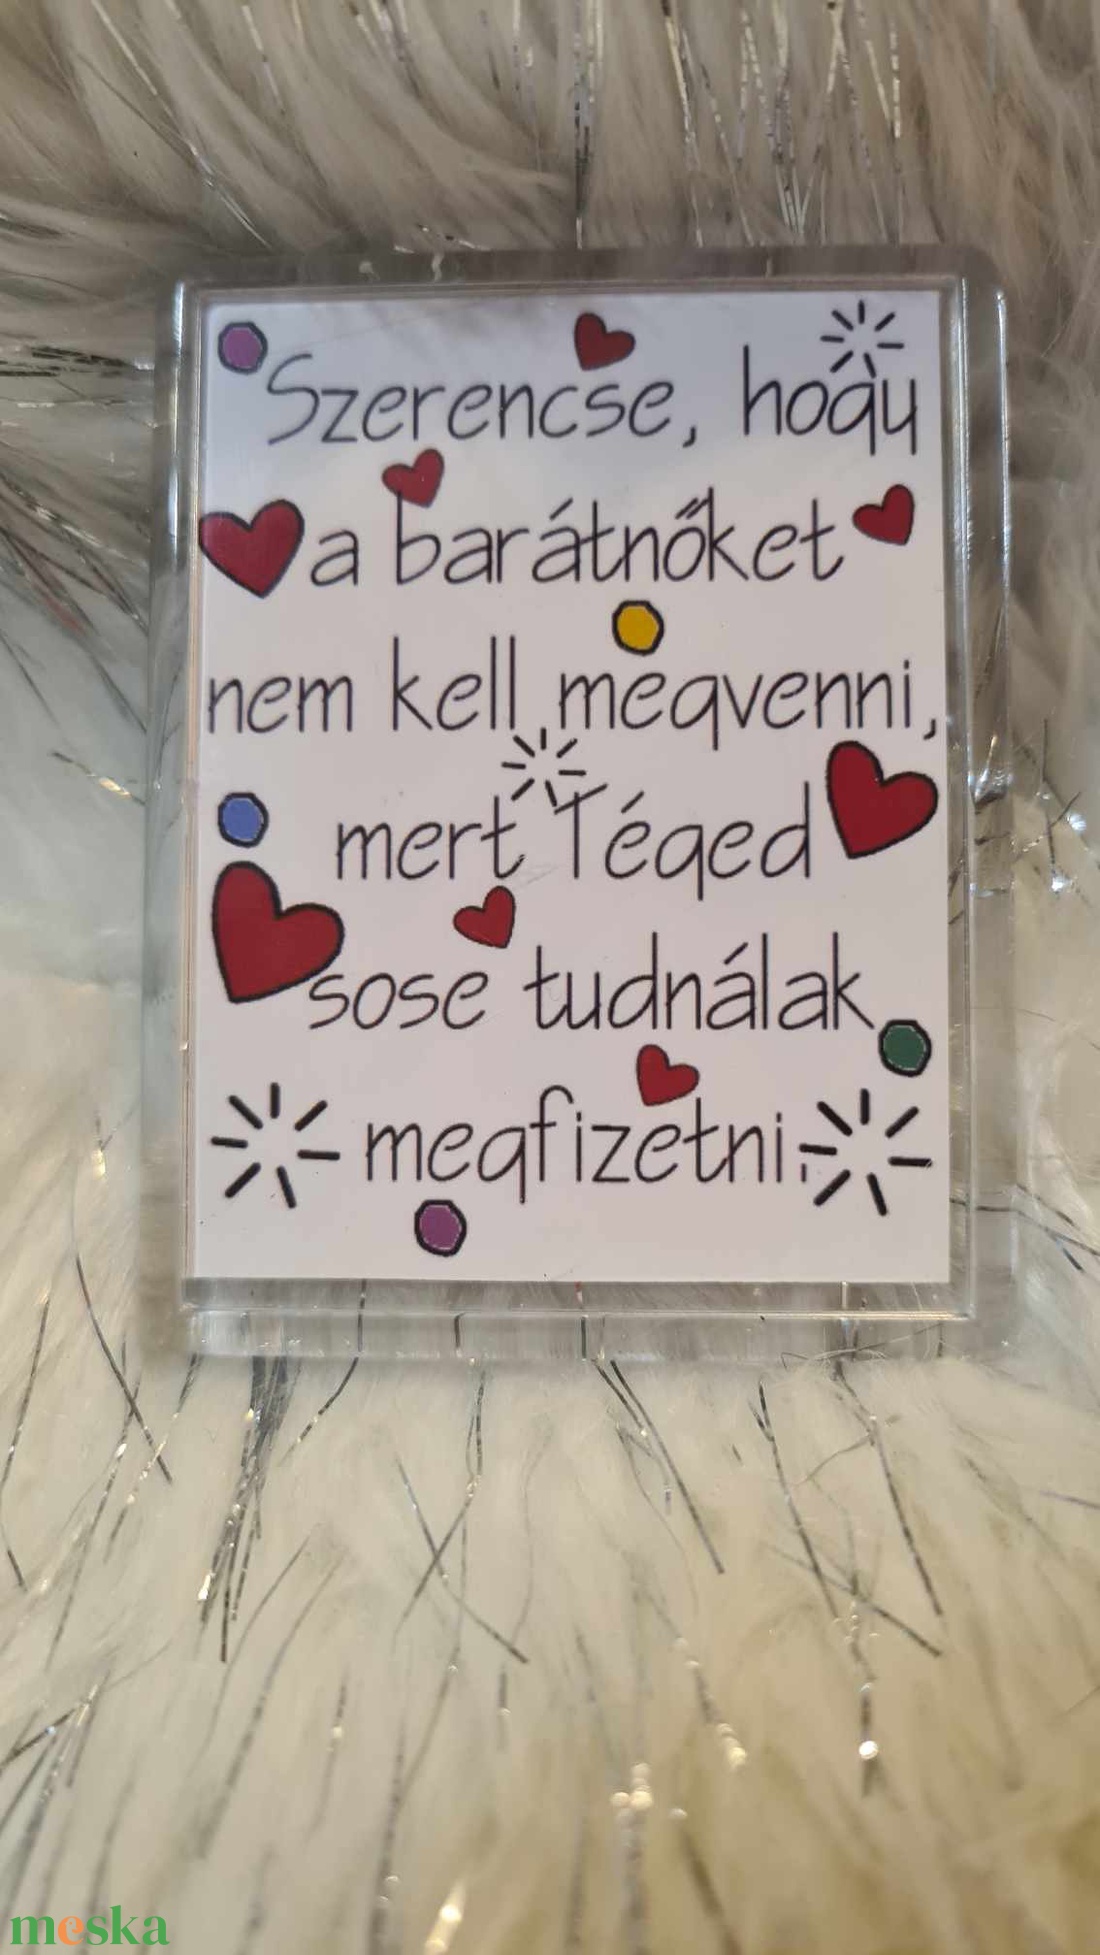 Szerencse, hogy
a barátnőket
nem kell megvenni,
mert Téged
sose tudnálak
megfizetni.
meska